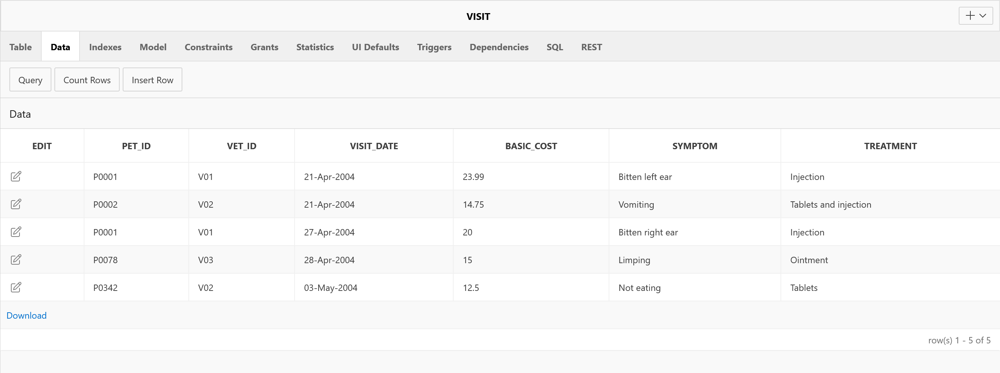 VISIT
Table Data Indexes Model Constraints Grants Statistics UI Defaults Triggers Dependencies SQL REST
Query Count Rows Insert Row
Data
EDIT PET_ID VET_ID VISIT_DATE BASIC_COST SYMPTOM TREATMENT
P0001 V01 21-Apr-2004 23.99 Bitten left ear Injection
P0002 V02 21-Apr-2004 14.75 Vomiting Tablets and injection
P0001 V01 27-Apr-2004 20 Bitten right ear Injection
P0078 V03 28-Apr-2004 15 Limping Ointment
P0342 V02 03-May-2004 12.5 Not eating Tablets
Download
row(s) 1 - 5 of 5